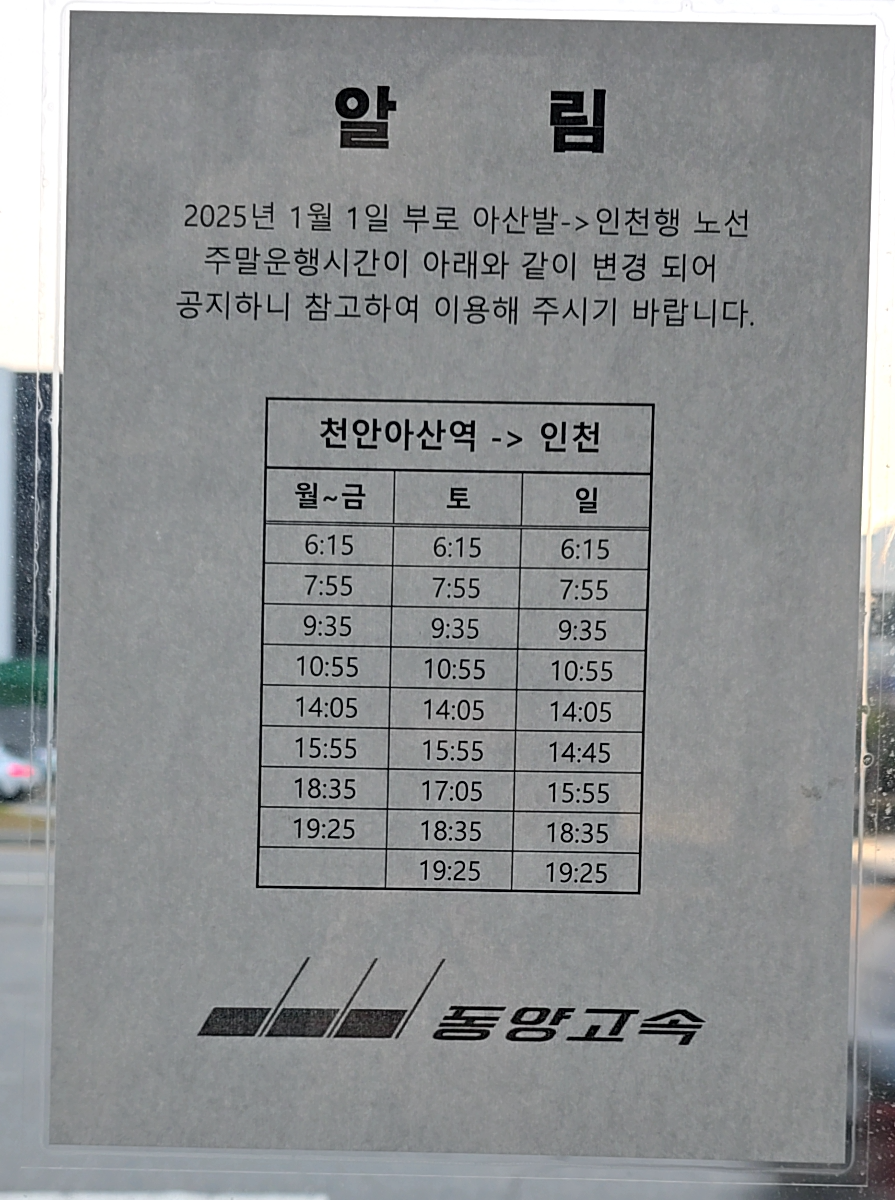 알 림
2025년 1월 1일 부로 아산발->인천행 노선
주말운행시간이 아래와 같이 변경 되어
공지하니 참고하여 이용해 주시기 바랍니다.
천안아산역 -> 인천
월~금 토 일
6:15 6:15 6:15
7:55 7:55 7:55
9:35 9:35 9:35
10:55 10:55 10:55
14:05 14:05 14:05
15:55 15:55 14:45
18:35 17:05 15:55
19:25 18:35 18:35
19:25 19:25
동양고속